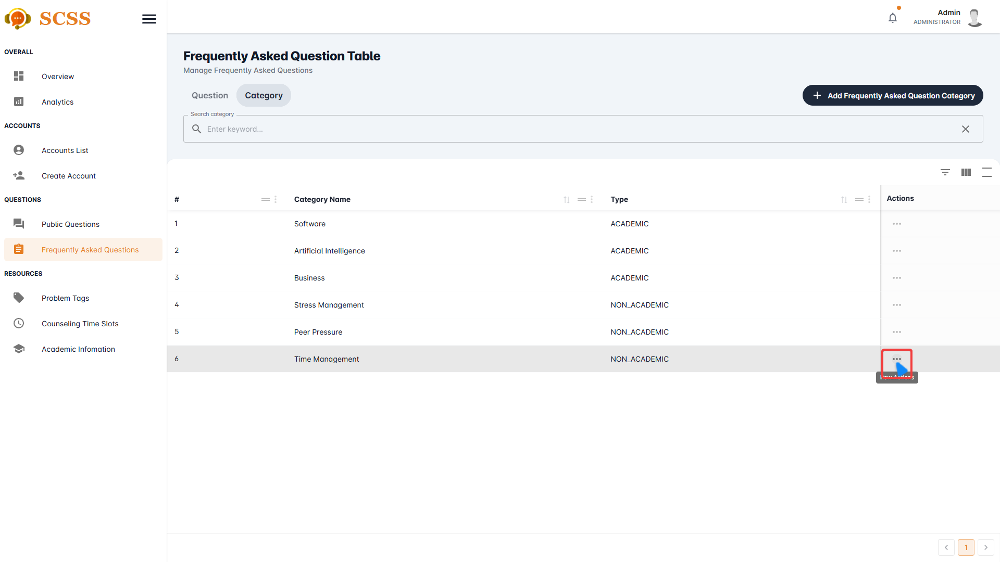 SCSS
Admin
ADMINISTRATOR
OVERALL
Overview
Analytics
ACCOUNTS
Accounts List
Create Account
QUESTIONS
Public Questions
Frequently Asked Questions
RESOURCES
Problem Tags
Counseling Time Slots
Academic Infomation
Frequently Asked Question Table
Manage Frequently Asked Questions
Question Category
Add Frequently Asked Question Category
Search category
Enter keyword...
# Category Name Type Actions
1 Software ACADEMIC
2 Artificial Intelligence ACADEMIC
3 Business ACADEMIC
4 Stress Management NON_ACADEMIC
5 Peer Pressure NON_ACADEMIC
6 Time Management NON_ACADEMIC
1